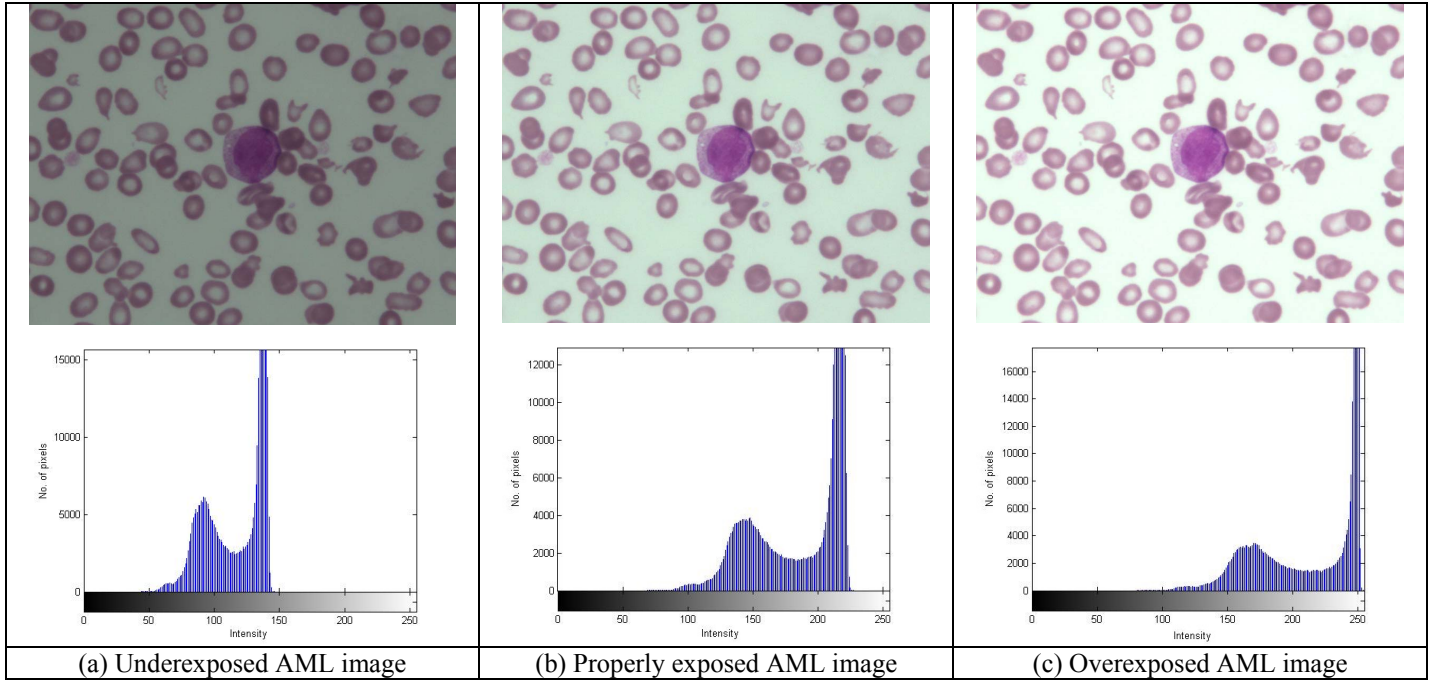 15000
10000
5000
0
No. of pixels
0 50 100 150 200 250
Intensity
12000
10000
8000
6000
4000
2000
0
No. of pixels
0 50 100 150 200 250
Intensity
16000
14000
12000
10000
8000
6000
4000
2000
0
No. of pixels
0 50 100 150 200 250
Intensity
(a) Underexposed AML image
(b) Properly exposed AML image
(c) Overexposed AML image